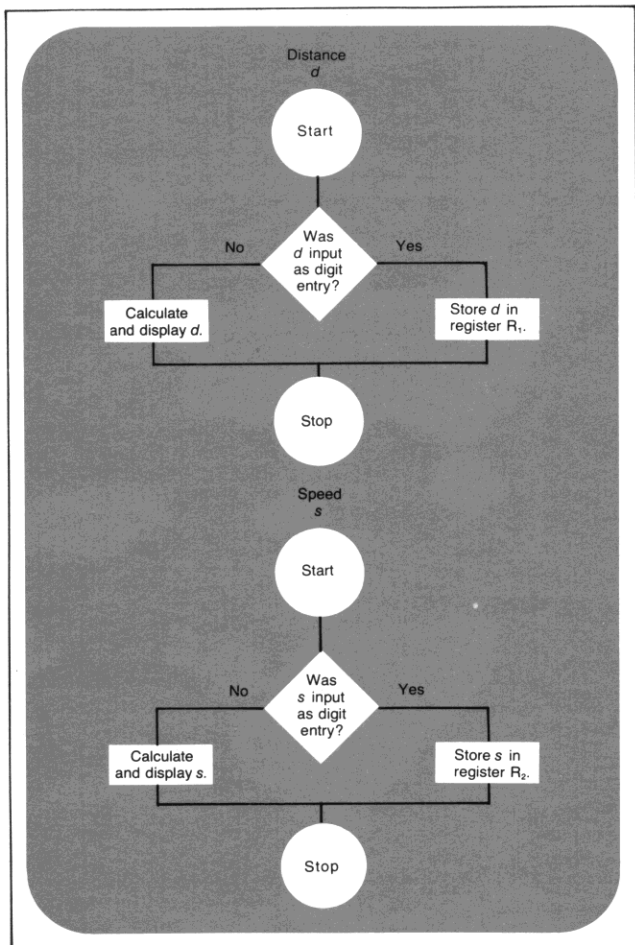 Distance
d
Start
Was
d input
as digit
entry?
No
Yes
Calculate
and display d.
Store d in
register R₁.
Stop
Speed
s
Start
Was
s input
as digit
entry?
No
Yes
Calculate
and display s.
Store s in
register R₂.
Stop